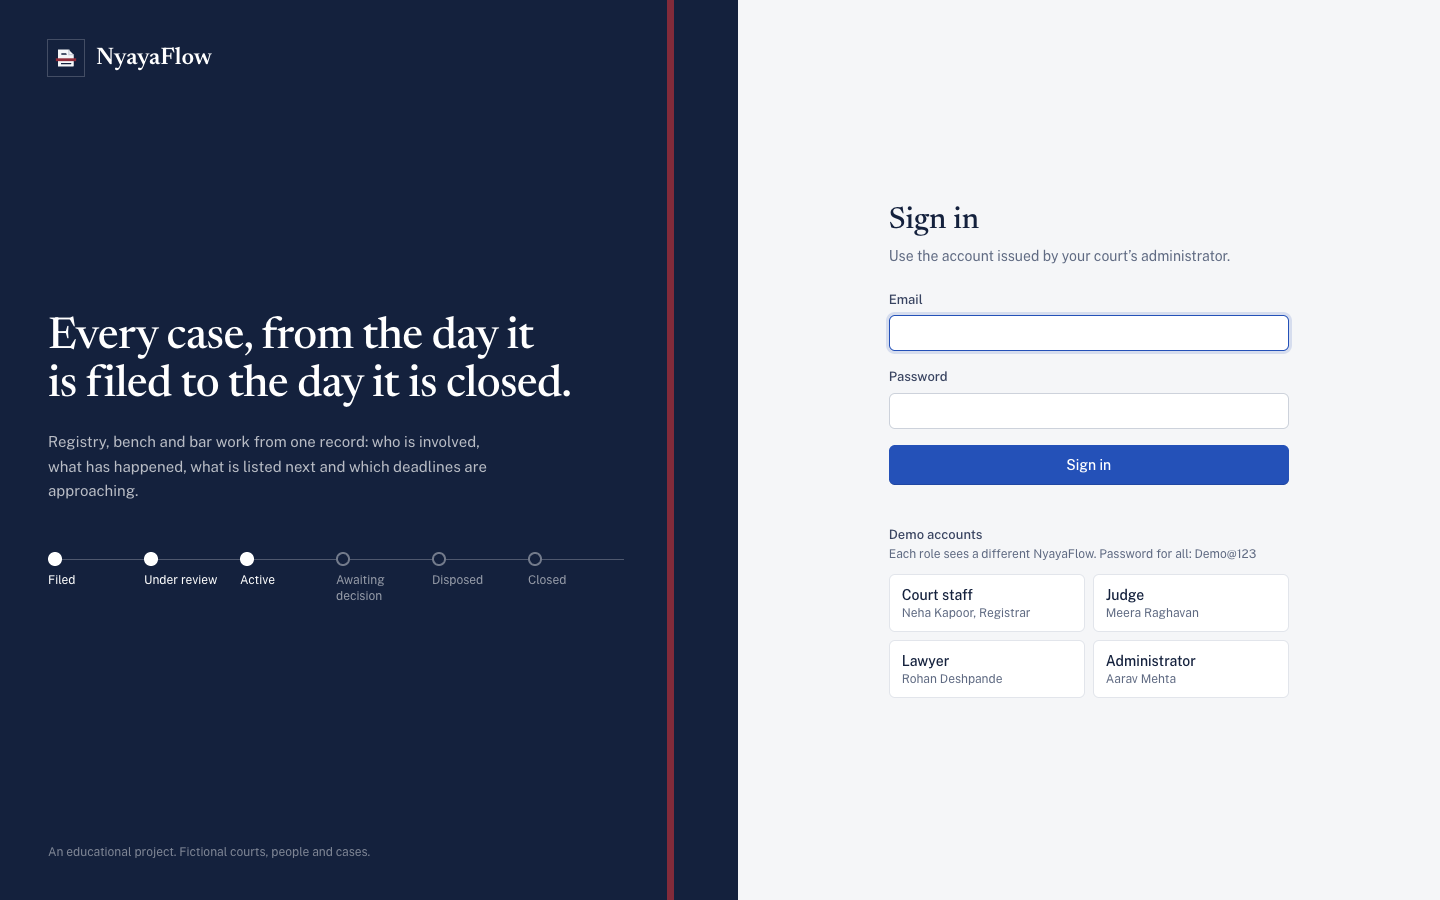 NyayaFlow
Every case, from the day it
is filed to the day it is closed.
Registry, bench and bar work from one record: who is involved,
what has happened, what is listed next and which deadlines are
approaching.
Filed
Under review
Active
Awaiting
decision
Disposed
Closed
An educational project. Fictional courts, people and cases.
Sign in
Use the account issued by your court’s administrator.
Email
Password
Sign in
Demo accounts
Each role sees a different NyayaFlow. Password for all: Demo@123
Court staff
Neha Kapoor, Registrar
Judge
Meera Raghavan
Lawyer
Rohan Deshpande
Administrator
Aarav Mehta